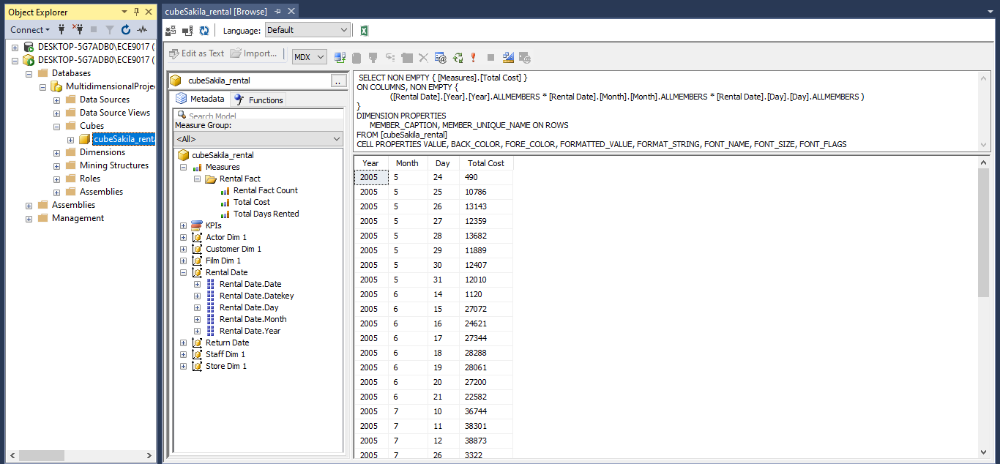 Object Explorer
Connect
DESKTOP-5G7ADB0\ECE9017 (
DESKTOP-5G7ADB0\ECE9017 (
Databases
MultidimensionalProje
Data Sources
Data Source Views
Cubes
cubeSakila_renta
Dimensions
Mining Structures
Roles
Assemblies
Assemblies
Management
cubeSakila_rental [Browse]
Language: Default
Edit as Text Import... MDX
cubeSakila_rental ..
Metadata Functions
Search Model
Measure Group:
<All>
cubeSakila_rental
Measures
Rental Fact
Rental Fact Count
Total Cost
Total Days Rented
KPIs
Actor Dim 1
Customer Dim 1
Film Dim 1
Rental Date
Rental Date.Date
Rental Date.Datekey
Rental Date.Day
Rental Date.Month
Rental Date.Year
Return Date
Staff Dim 1
Store Dim 1
SELECT NON EMPTY { [Measures].[Total Cost] }
ON COLUMNS, NON EMPTY {
([Rental Date].[Year].[Year].ALLMEMBERS * [Rental Date].[Month].[Month].ALLMEMBERS * [Rental Date].[Day].[Day].ALLMEMBERS )
}
DIMENSION PROPERTIES
MEMBER_CAPTION, MEMBER_UNIQUE_NAME ON ROWS
FROM [cubeSakila_rental]
CELL PROPERTIES VALUE, BACK_COLOR, FORE_COLOR, FORMATTED_VALUE, FORMAT_STRING, FONT_NAME, FONT_SIZE, FONT_FLAGS
Year Month Day Total Cost
2005 5 24 490
2005 5 25 10786
2005 5 26 13143
2005 5 27 12359
2005 5 28 13682
2005 5 29 11889
2005 5 30 12407
2005 5 31 12010
2005 6 14 1120
2005 6 15 27072
2005 6 16 24621
2005 6 17 27344
2005 6 18 28288
2005 6 19 28061
2005 6 20 27200
2005 6 21 22582
2005 7 10 36744
2005 7 11 38301
2005 7 12 38873
2005 7 26 3322